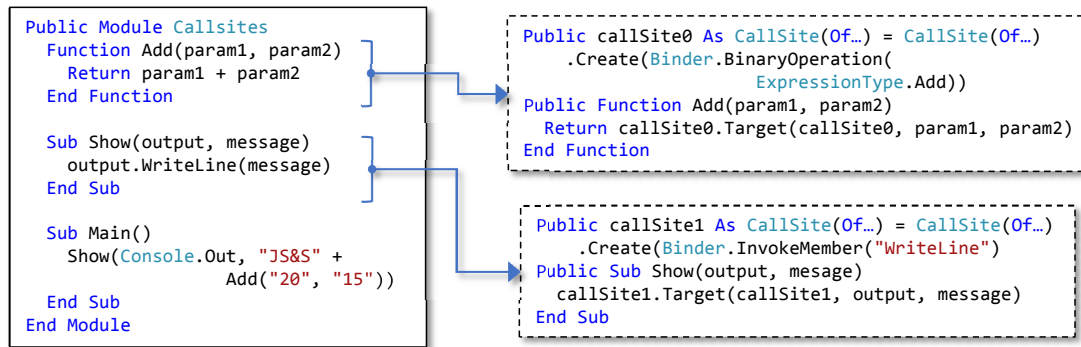 Public Module Callsites
Function Add(param1, param2)
Return param1 + param2
End Function
Sub Show(output, message)
output.WriteLine(message)
End Sub
Sub Main()
Show(Console.Out, "JS&S" +
Add("20", "15"))
End Sub
End Module
Public callSite0 As CallSite(Of…) = CallSite(Of…)
.Create(Binder.BinaryOperation(
ExpressionType.Add))
Public Function Add(param1, param2)
Return callSite0.Target(callSite0, param1, param2)
End Function
Public callSite1 As CallSite(Of…) = CallSite(Of…)
.Create(Binder.InvokeMember("WriteLine")
Public Sub Show(output, mesage)
callSite1.Target(callSite1, output, message)
End Sub